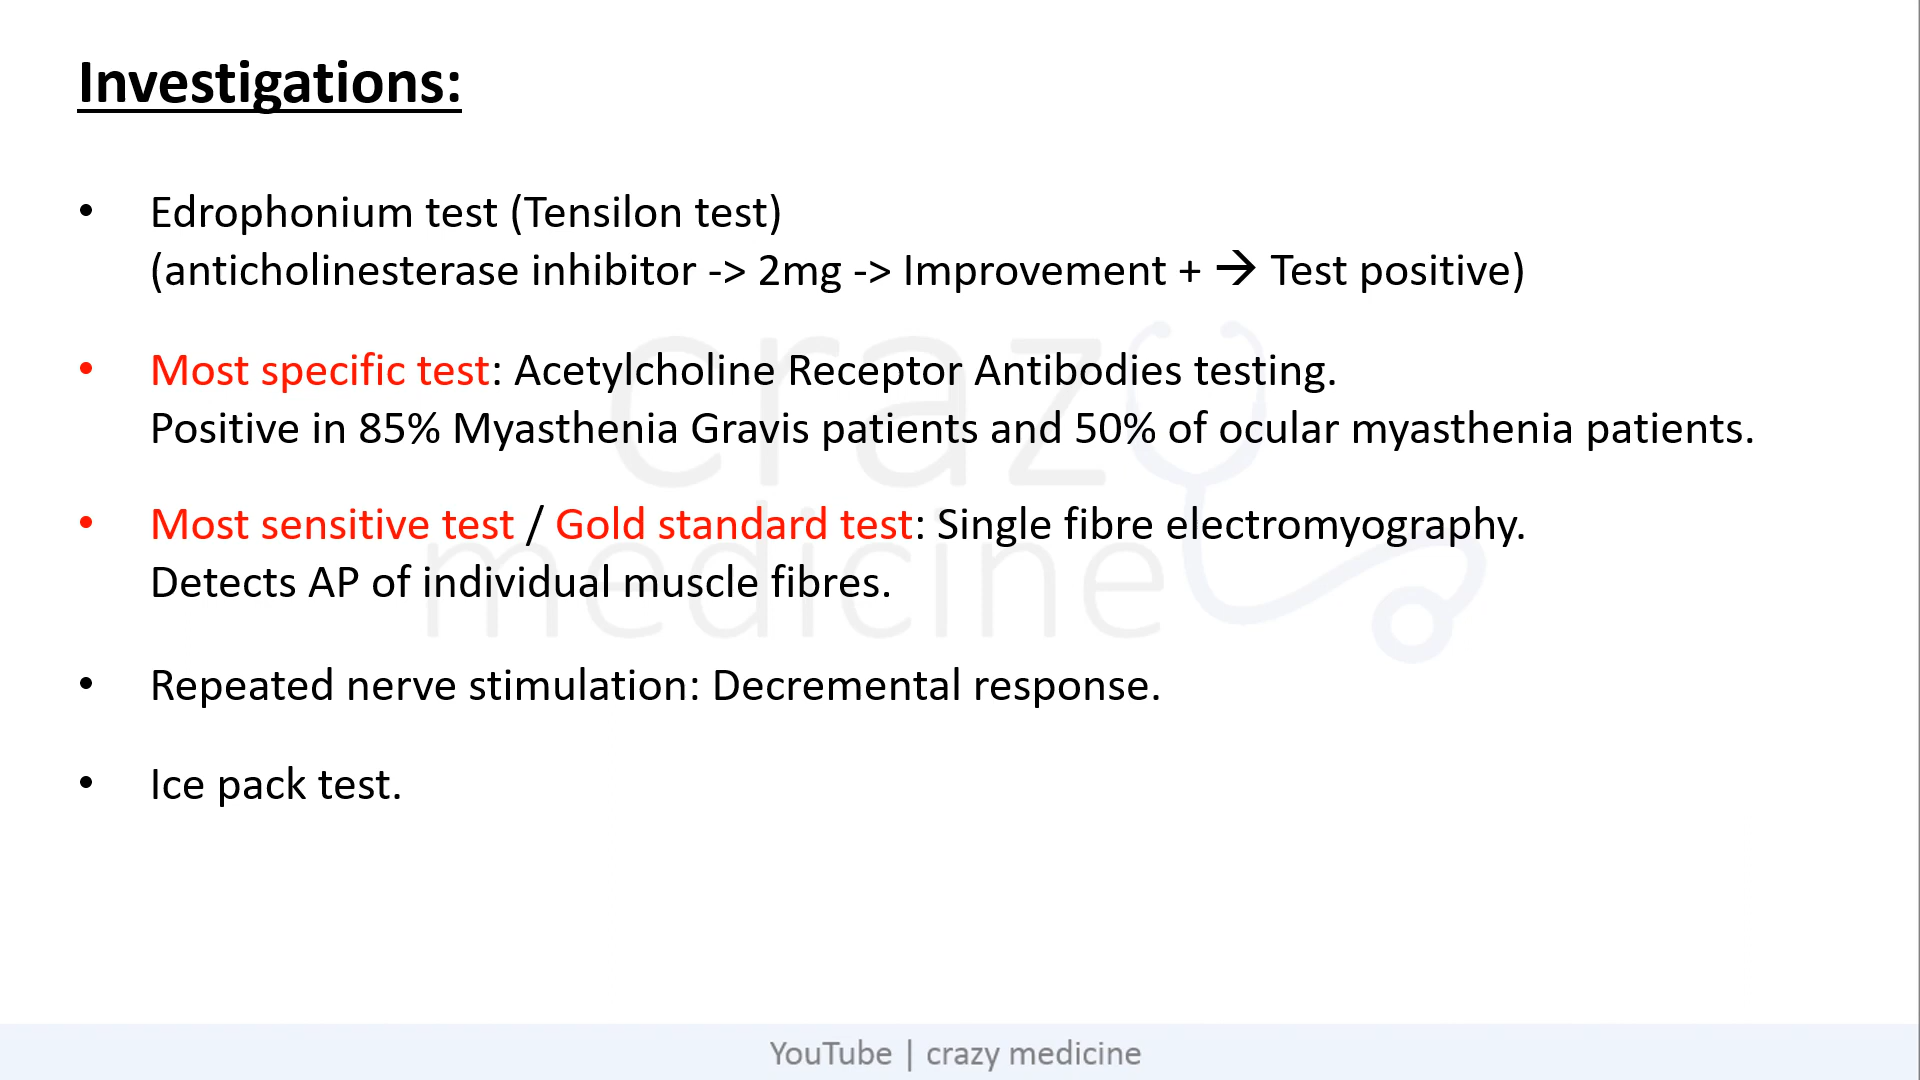 Investigations:
• Edrophonium test (Tensilon test)
(anticholinesterase inhibitor -> 2mg -> Improvement + → Test positive)
• Most specific test: Acetylcholine Receptor Antibodies testing.
Positive in 85% Myasthenia Gravis patients and 50% of ocular myasthenia patients.
• Most sensitive test / Gold standard test: Single fibre electromyography.
Detects AP of individual muscle fibres.
• Repeated nerve stimulation: Decremental response.
• Ice pack test.
crazy
medicine
YouTube | crazy medicine